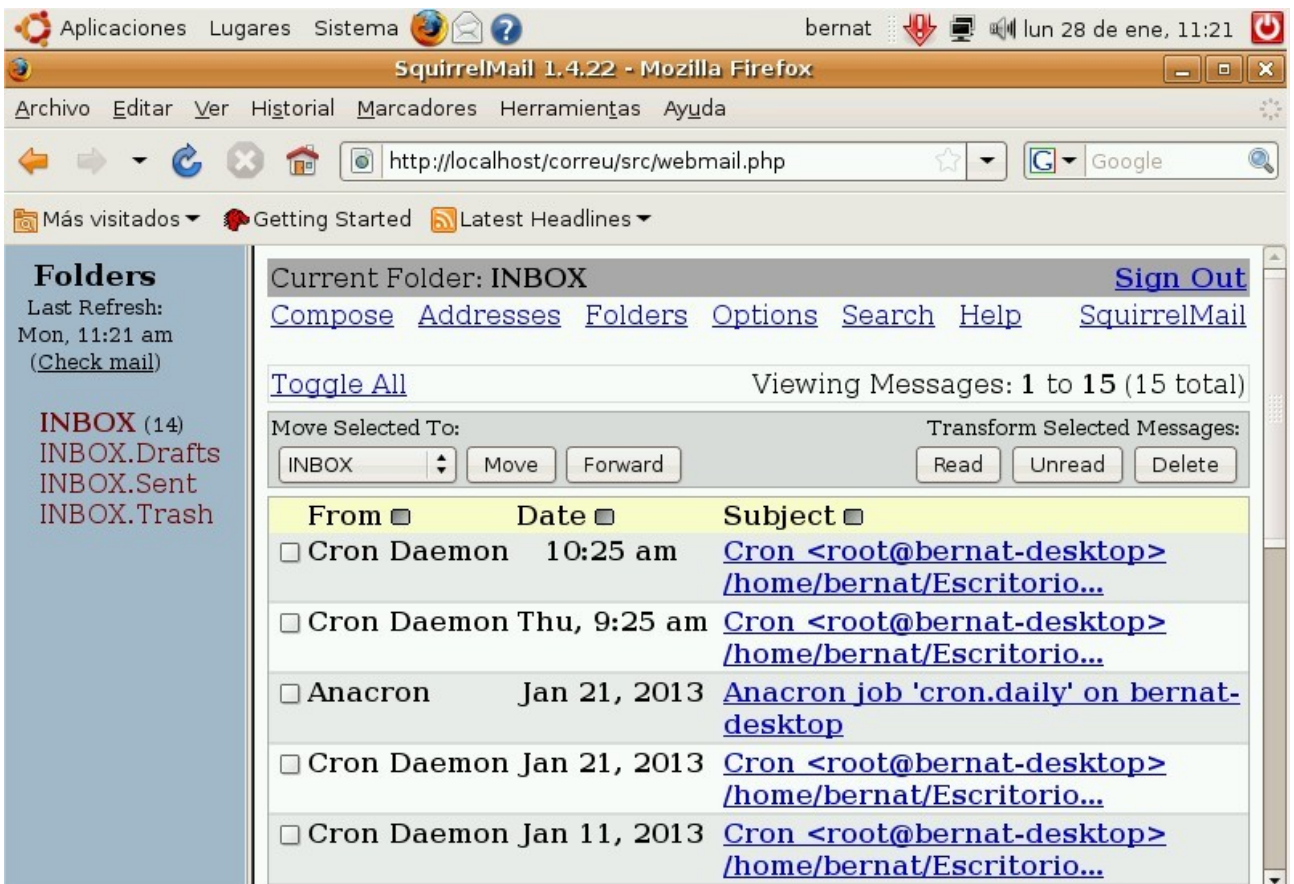 Aplicaciones Lugares Sistema bernat lun 28 de ene, 11:21
SquirrelMail 1.4.22 - Mozilla Firefox
Archivo Editar Ver Historial Marcadores Herramientas Ayuda
http://localhost/correu/src/webmail.php Google
Más visitados Getting Started Latest Headlines
Folders
Last Refresh:
Mon, 11:21 am
(Check mail)
INBOX (14)
INBOX.Drafts
INBOX.Sent
INBOX.Trash
Current Folder: INBOX Sign Out
Compose Addresses Folders Options Search Help SquirrelMail
Toggle All Viewing Messages: 1 to 15 (15 total)
Move Selected To: Transform Selected Messages:
INBOX Move Forward Read Unread Delete
From Date Subject
Cron Daemon 10:25 am Cron <root@bernat-desktop>
/home/bernat/Escritorio...
Cron Daemon Thu, 9:25 am Cron <root@bernat-desktop>
/home/bernat/Escritorio...
Anacron Jan 21, 2013 Anacron job 'cron.daily' on bernat-
desktop
Cron Daemon Jan 21, 2013 Cron <root@bernat-desktop>
/home/bernat/Escritorio...
Cron Daemon Jan 11, 2013 Cron <root@bernat-desktop>
/home/bernat/Escritorio...